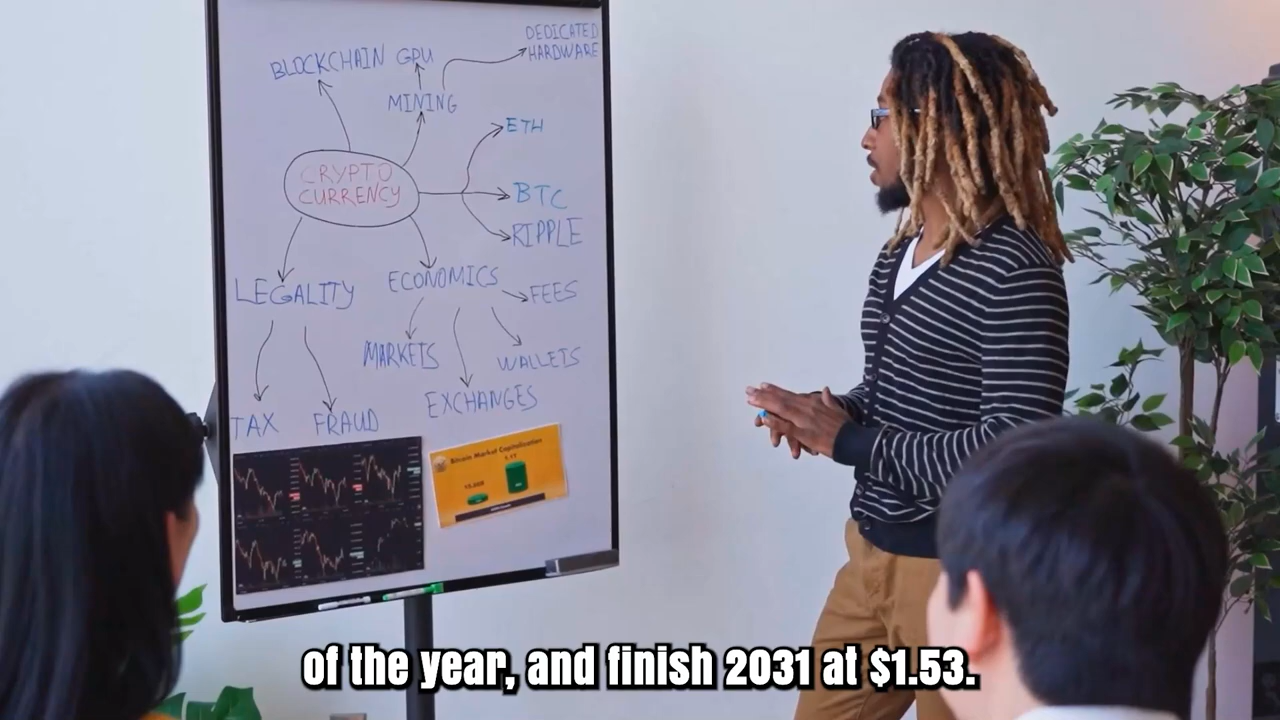 DEDICATED
HARDWARE
BLOCKCHAIN
GPU
MINING
ETH
CRYPTO
CURRENCY
BTC
RIPPLE
LEGALITY
ECONOMICS
FEES
MARKETS
WALLETS
EXCHANGES
TAX
FRAUD
Bitcoin Market Capitalization
of the year, and finish 2031 at $1.53.